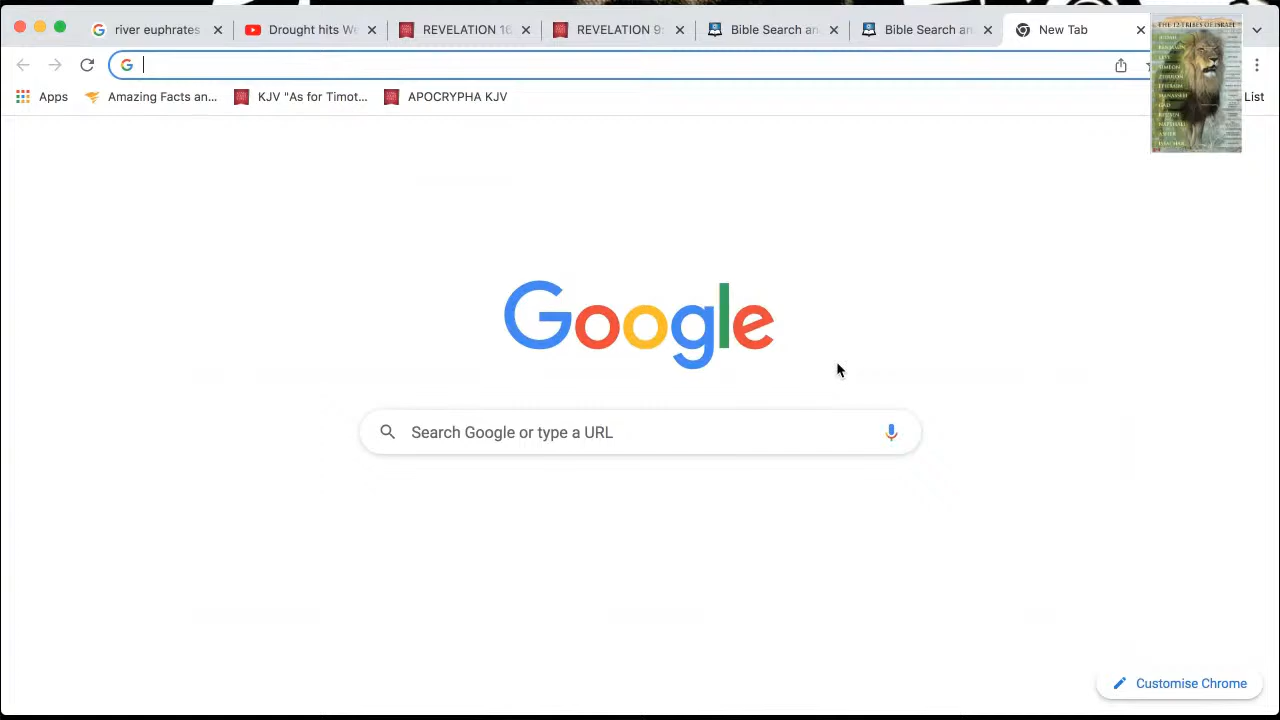 river euphrates
Drought hits We
REVELATION 16
REVELATION 9:
Bible Search an
Bible Search an
New Tab
THE 12 TRIBES OF ISRAEL
Apps
Amazing Facts an...
KJV "As for Timot...
APOCRYPHA KJV
List
Google
Search Google or type a URL
Customise Chrome